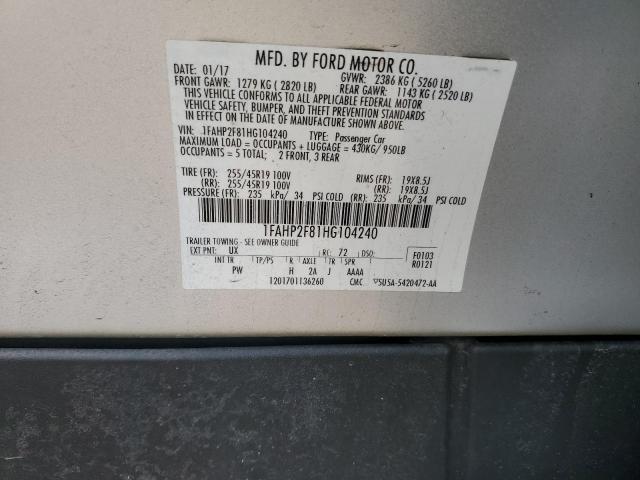 MFD. BY FORD MOTOR CO.
DATE: 01/17 GVWR: 2386 KG ( 5260 LB)
FRONT GAWR: 1279 KG ( 2820 LB) REAR GAWR: 1143 KG ( 2520 LB)
THIS VEHICLE CONFORMS TO ALL APPLICABLE FEDERAL MOTOR
VEHICLE SAFETY, BUMPER, AND THEFT PREVENTION STANDARDS
IN EFFECT ON THE DATE OF MANUFACTURE SHOWN ABOVE.
VIN: 1FAHP2F81HG104240 TYPE: Passenger Car
MAXIMUM LOAD = OCCUPANTS + LUGGAGE = 430KG/ 950LB
OCCUPANTS = 5 TOTAL; 2 FRONT, 3 REAR
TIRE (FR): 255/45R19 100V RIMS (FR): 19X8.5J
(RR): 255/45R19 100V (RR): 19X8.5J
PRESSURE (FR): 235 kPa/ 34 PSI COLD (RR): 235 kPa/ 34 PSI COLD
1FAHP2F81HG104240
TRAILER TOWING - SEE OWNER GUIDE
EXT PNT: UX RC: 72 DSO: F0103
R0121
INT TR TP/PS R AXLE TR SPR
PW H 2A J AAAA
1201701136260 CMC 5U5A-5420472-AA